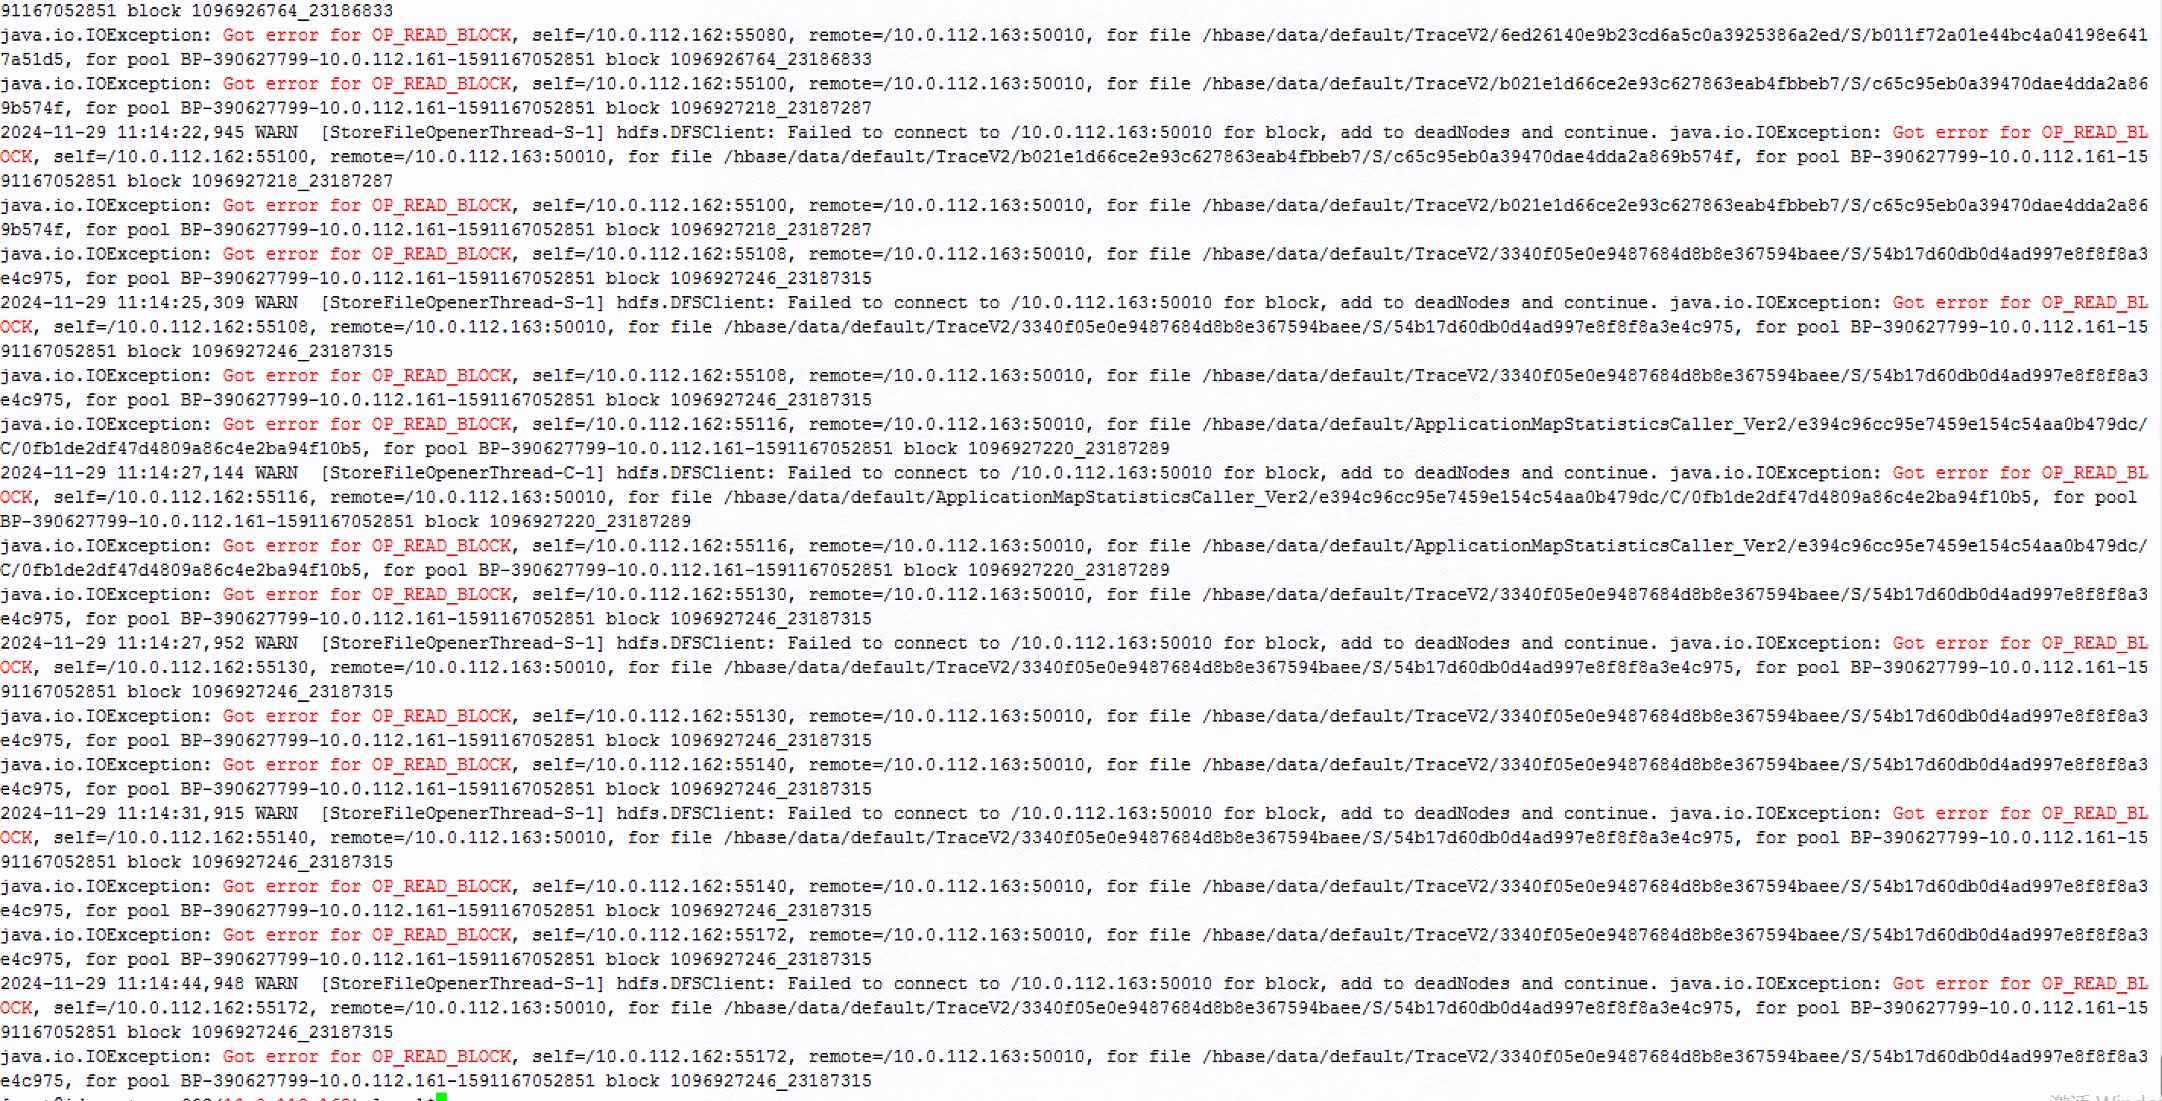 91167052851 block 1096926764_23186833
java.io.IOException: Got error for OP_READ_BLOCK, self=/10.0.112.162:55080, remote=/10.0.112.163:50010, for file /hbase/data/default/TraceV2/6ed26140e9b23cd6a5c0a3925386a2ed/S/b011f72a01e44bc4a04198e641
7a51d5, for pool BP-390627799-10.0.112.161-1591167052851 block 1096926764_23186833
java.io.IOException: Got error for OP_READ_BLOCK, self=/10.0.112.162:55100, remote=/10.0.112.163:50010, for file /hbase/data/default/TraceV2/b021e1d66ce2e93c627863eab4fbbeb7/S/c65c95eb0a39470dae4dda2a86
9b574f, for pool BP-390627799-10.0.112.161-1591167052851 block 1096927218_23187287
2024-11-29 11:14:22,945 WARN  [StoreFileOpenerThread-S-1] hdfs.DFSClient: Failed to connect to /10.0.112.163:50010 for block, add to deadNodes and continue. java.io.IOException: Got error for OP_READ_BL
OCK, self=/10.0.112.162:55100, remote=/10.0.112.163:50010, for file /hbase/data/default/TraceV2/b021e1d66ce2e93c627863eab4fbbeb7/S/c65c95eb0a39470dae4dda2a869b574f, for pool BP-390627799-10.0.112.161-15
91167052851 block 1096927218_23187287
java.io.IOException: Got error for OP_READ_BLOCK, self=/10.0.112.162:55100, remote=/10.0.112.163:50010, for file /hbase/data/default/TraceV2/b021e1d66ce2e93c627863eab4fbbeb7/S/c65c95eb0a39470dae4dda2a86
9b574f, for pool BP-390627799-10.0.112.161-1591167052851 block 1096927218_23187287
java.io.IOException: Got error for OP_READ_BLOCK, self=/10.0.112.162:55108, remote=/10.0.112.163:50010, for file /hbase/data/default/TraceV2/3340f05e0e9487684d8b8e367594baee/S/54b17d60db0d4ad997e8f8f8a3
e4c975, for pool BP-390627799-10.0.112.161-1591167052851 block 1096927246_23187315
2024-11-29 11:14:25,309 WARN  [StoreFileOpenerThread-S-1] hdfs.DFSClient: Failed to connect to /10.0.112.163:50010 for block, add to deadNodes and continue. java.io.IOException: Got error for OP_READ_BL
OCK, self=/10.0.112.162:55108, remote=/10.0.112.163:50010, for file /hbase/data/default/TraceV2/3340f05e0e9487684d8b8e367594baee/S/54b17d60db0d4ad997e8f8f8a3e4c975, for pool BP-390627799-10.0.112.161-15
91167052851 block 1096927246_23187315
java.io.IOException: Got error for OP_READ_BLOCK, self=/10.0.112.162:55108, remote=/10.0.112.163:50010, for file /hbase/data/default/TraceV2/3340f05e0e9487684d8b8e367594baee/S/54b17d60db0d4ad997e8f8f8a3
e4c975, for pool BP-390627799-10.0.112.161-1591167052851 block 1096927246_23187315
java.io.IOException: Got error for OP_READ_BLOCK, self=/10.0.112.162:55116, remote=/10.0.112.163:50010, for file /hbase/data/default/ApplicationMapStatisticsCaller_Ver2/e394c96cc95e7459e154c54aa0b479dc/
C/0fb1de2df47d4809a86c4e2ba94f10b5, for pool BP-390627799-10.0.112.161-1591167052851 block 1096927220_23187289
2024-11-29 11:14:27,144 WARN  [StoreFileOpenerThread-C-1] hdfs.DFSClient: Failed to connect to /10.0.112.163:50010 for block, add to deadNodes and continue. java.io.IOException: Got error for OP_READ_BL
OCK, self=/10.0.112.162:55116, remote=/10.0.112.163:50010, for file /hbase/data/default/ApplicationMapStatisticsCaller_Ver2/e394c96cc95e7459e154c54aa0b479dc/C/0fb1de2df47d4809a86c4e2ba94f10b5, for pool
BP-390627799-10.0.112.161-1591167052851 block 1096927220_23187289
java.io.IOException: Got error for OP_READ_BLOCK, self=/10.0.112.162:55116, remote=/10.0.112.163:50010, for file /hbase/data/default/ApplicationMapStatisticsCaller_Ver2/e394c96cc95e7459e154c54aa0b479dc/
C/0fb1de2df47d4809a86c4e2ba94f10b5, for pool BP-390627799-10.0.112.161-1591167052851 block 1096927220_23187289
java.io.IOException: Got error for OP_READ_BLOCK, self=/10.0.112.162:55130, remote=/10.0.112.163:50010, for file /hbase/data/default/TraceV2/3340f05e0e9487684d8b8e367594baee/S/54b17d60db0d4ad997e8f8f8a3
e4c975, for pool BP-390627799-10.0.112.161-1591167052851 block 1096927246_23187315
2024-11-29 11:14:27,952 WARN  [StoreFileOpenerThread-S-1] hdfs.DFSClient: Failed to connect to /10.0.112.163:50010 for block, add to deadNodes and continue. java.io.IOException: Got error for OP_READ_BL
OCK, self=/10.0.112.162:55130, remote=/10.0.112.163:50010, for file /hbase/data/default/TraceV2/3340f05e0e9487684d8b8e367594baee/S/54b17d60db0d4ad997e8f8f8a3e4c975, for pool BP-390627799-10.0.112.161-15
91167052851 block 1096927246_23187315
java.io.IOException: Got error for OP_READ_BLOCK, self=/10.0.112.162:55130, remote=/10.0.112.163:50010, for file /hbase/data/default/TraceV2/3340f05e0e9487684d8b8e367594baee/S/54b17d60db0d4ad997e8f8f8a3
e4c975, for pool BP-390627799-10.0.112.161-1591167052851 block 1096927246_23187315
java.io.IOException: Got error for OP_READ_BLOCK, self=/10.0.112.162:55140, remote=/10.0.112.163:50010, for file /hbase/data/default/TraceV2/3340f05e0e9487684d8b8e367594baee/S/54b17d60db0d4ad997e8f8f8a3
e4c975, for pool BP-390627799-10.0.112.161-1591167052851 block 1096927246_23187315
2024-11-29 11:14:31,915 WARN  [StoreFileOpenerThread-S-1] hdfs.DFSClient: Failed to connect to /10.0.112.163:50010 for block, add to deadNodes and continue. java.io.IOException: Got error for OP_READ_BL
OCK, self=/10.0.112.162:55140, remote=/10.0.112.163:50010, for file /hbase/data/default/TraceV2/3340f05e0e9487684d8b8e367594baee/S/54b17d60db0d4ad997e8f8f8a3e4c975, for pool BP-390627799-10.0.112.161-15
91167052851 block 1096927246_23187315
java.io.IOException: Got error for OP_READ_BLOCK, self=/10.0.112.162:55140, remote=/10.0.112.163:50010, for file /hbase/data/default/TraceV2/3340f05e0e9487684d8b8e367594baee/S/54b17d60db0d4ad997e8f8f8a3
e4c975, for pool BP-390627799-10.0.112.161-1591167052851 block 1096927246_23187315
java.io.IOException: Got error for OP_READ_BLOCK, self=/10.0.112.162:55172, remote=/10.0.112.163:50010, for file /hbase/data/default/TraceV2/3340f05e0e9487684d8b8e367594baee/S/54b17d60db0d4ad997e8f8f8a3
e4c975, for pool BP-390627799-10.0.112.161-1591167052851 block 1096927246_23187315
2024-11-29 11:14:44,948 WARN  [StoreFileOpenerThread-S-1] hdfs.DFSClient: Failed to connect to /10.0.112.163:50010 for block, add to deadNodes and continue. java.io.IOException: Got error for OP_READ_BL
OCK, self=/10.0.112.162:55172, remote=/10.0.112.163:50010, for file /hbase/data/default/TraceV2/3340f05e0e9487684d8b8e367594baee/S/54b17d60db0d4ad997e8f8f8a3e4c975, for pool BP-390627799-10.0.112.161-15
91167052851 block 1096927246_23187315
java.io.IOException: Got error for OP_READ_BLOCK, self=/10.0.112.162:55172, remote=/10.0.112.163:50010, for file /hbase/data/default/TraceV2/3340f05e0e9487684d8b8e367594baee/S/54b17d60db0d4ad997e8f8f8a3
e4c975, for pool BP-390627799-10.0.112.161-1591167052851 block 1096927246_23187315